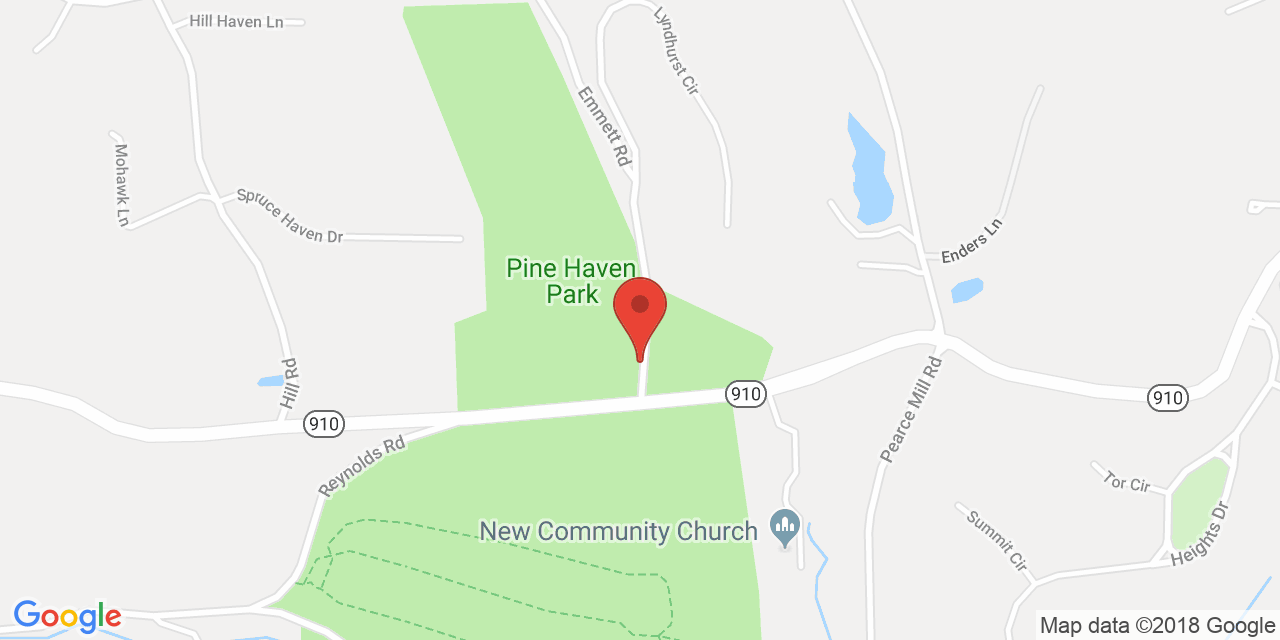 Hill Haven Ln
Lyndhurst Cir
Emmett Rd
Mohawk Ln
Spruce Haven Dr
Enders Ln
Pine Haven
Park
Hill Rd
910
910
910
Pearce Mill Rd
Reynolds Rd
Tor Cir
New Community Church
Summit Cir
Heights Dr
Google
Map data ©2018 Google